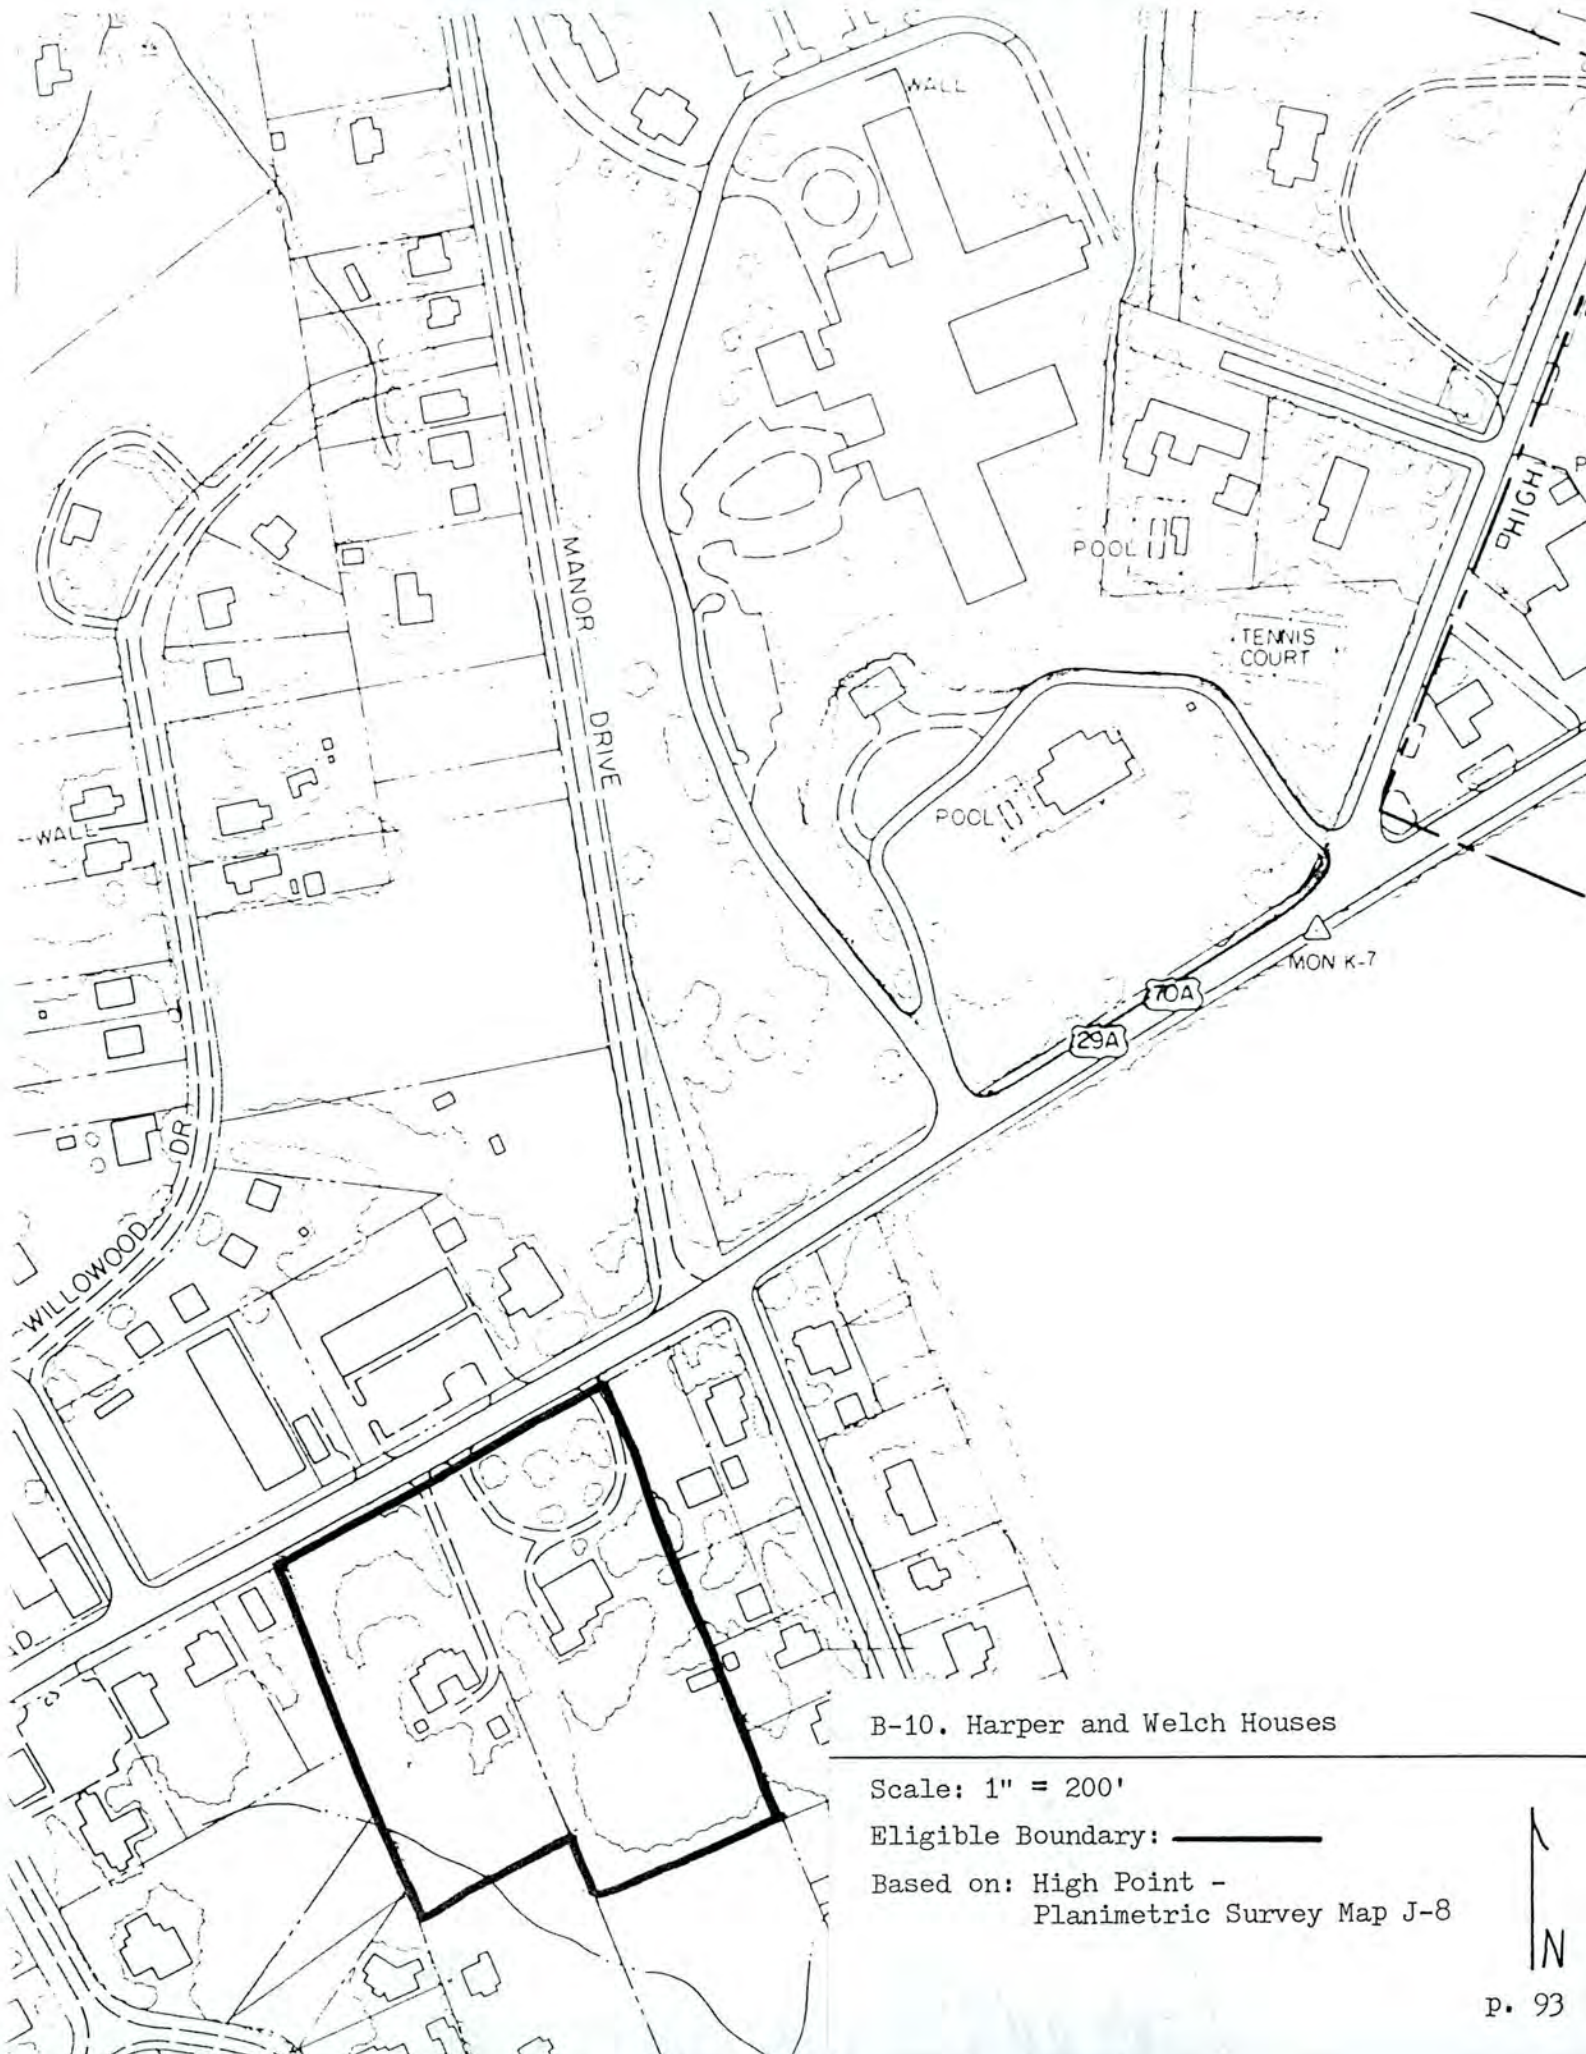 WALL
MANOR
DRIVE
HIGH
POOL
TENNIS
COURT
WALL
POOL
MON K-7
70A
29A
WILLOWOOD
DR
B-10. Harper and Welch Houses
Scale: 1" = 200'
Eligible Boundary:
Based on: High Point -
Planimetric Survey Map J-8
N
p. 93